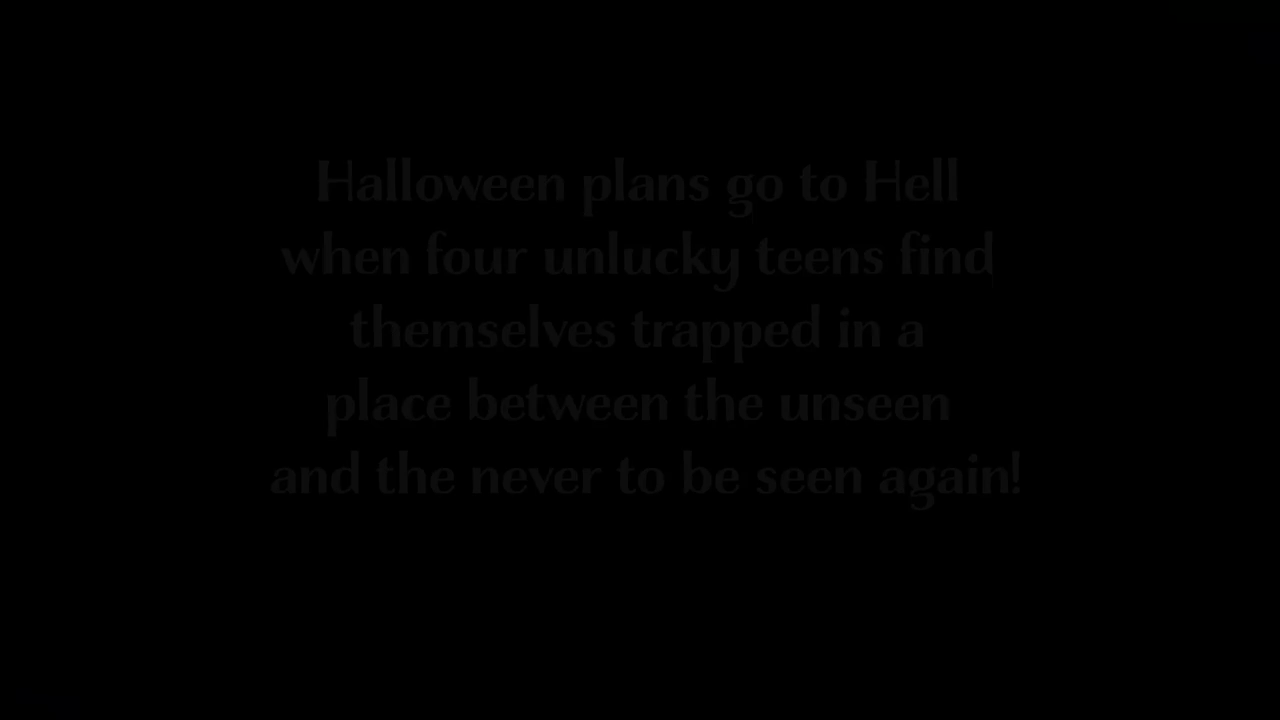 Halloween plans go to Hell
when four unlucky teens find
themselves trapped in a
place between the unseen
and the never to be seen again!